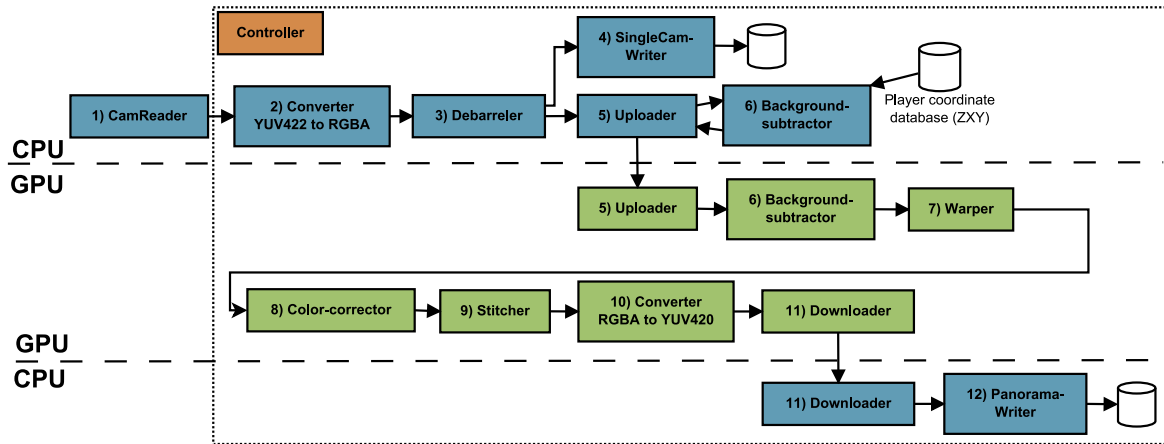 Controller
4) SingleCam-
Writer
1) CamReader
2) Converter
YUV422 to RGBA
3) Debarreler
5) Uploader
6) Background-
subtractor
Player coordinate
database (ZXY)
CPU
GPU
5) Uploader
6) Background-
subtractor
7) Warper
8) Color-corrector
9) Stitcher
10) Converter
RGBA to YUV420
11) Downloader
GPU
CPU
11) Downloader
12) Panorama-
Writer